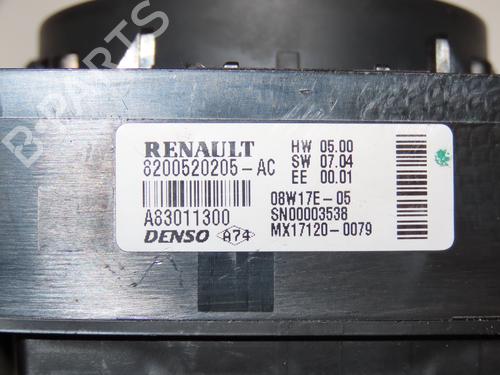 B-PARTS
RENAULT
8200520205-AC
A83011300
DENSO A74
HW 05.00
SW 07.04
EE 00.01
08W17E-05
SN00003538
MX17120-0079